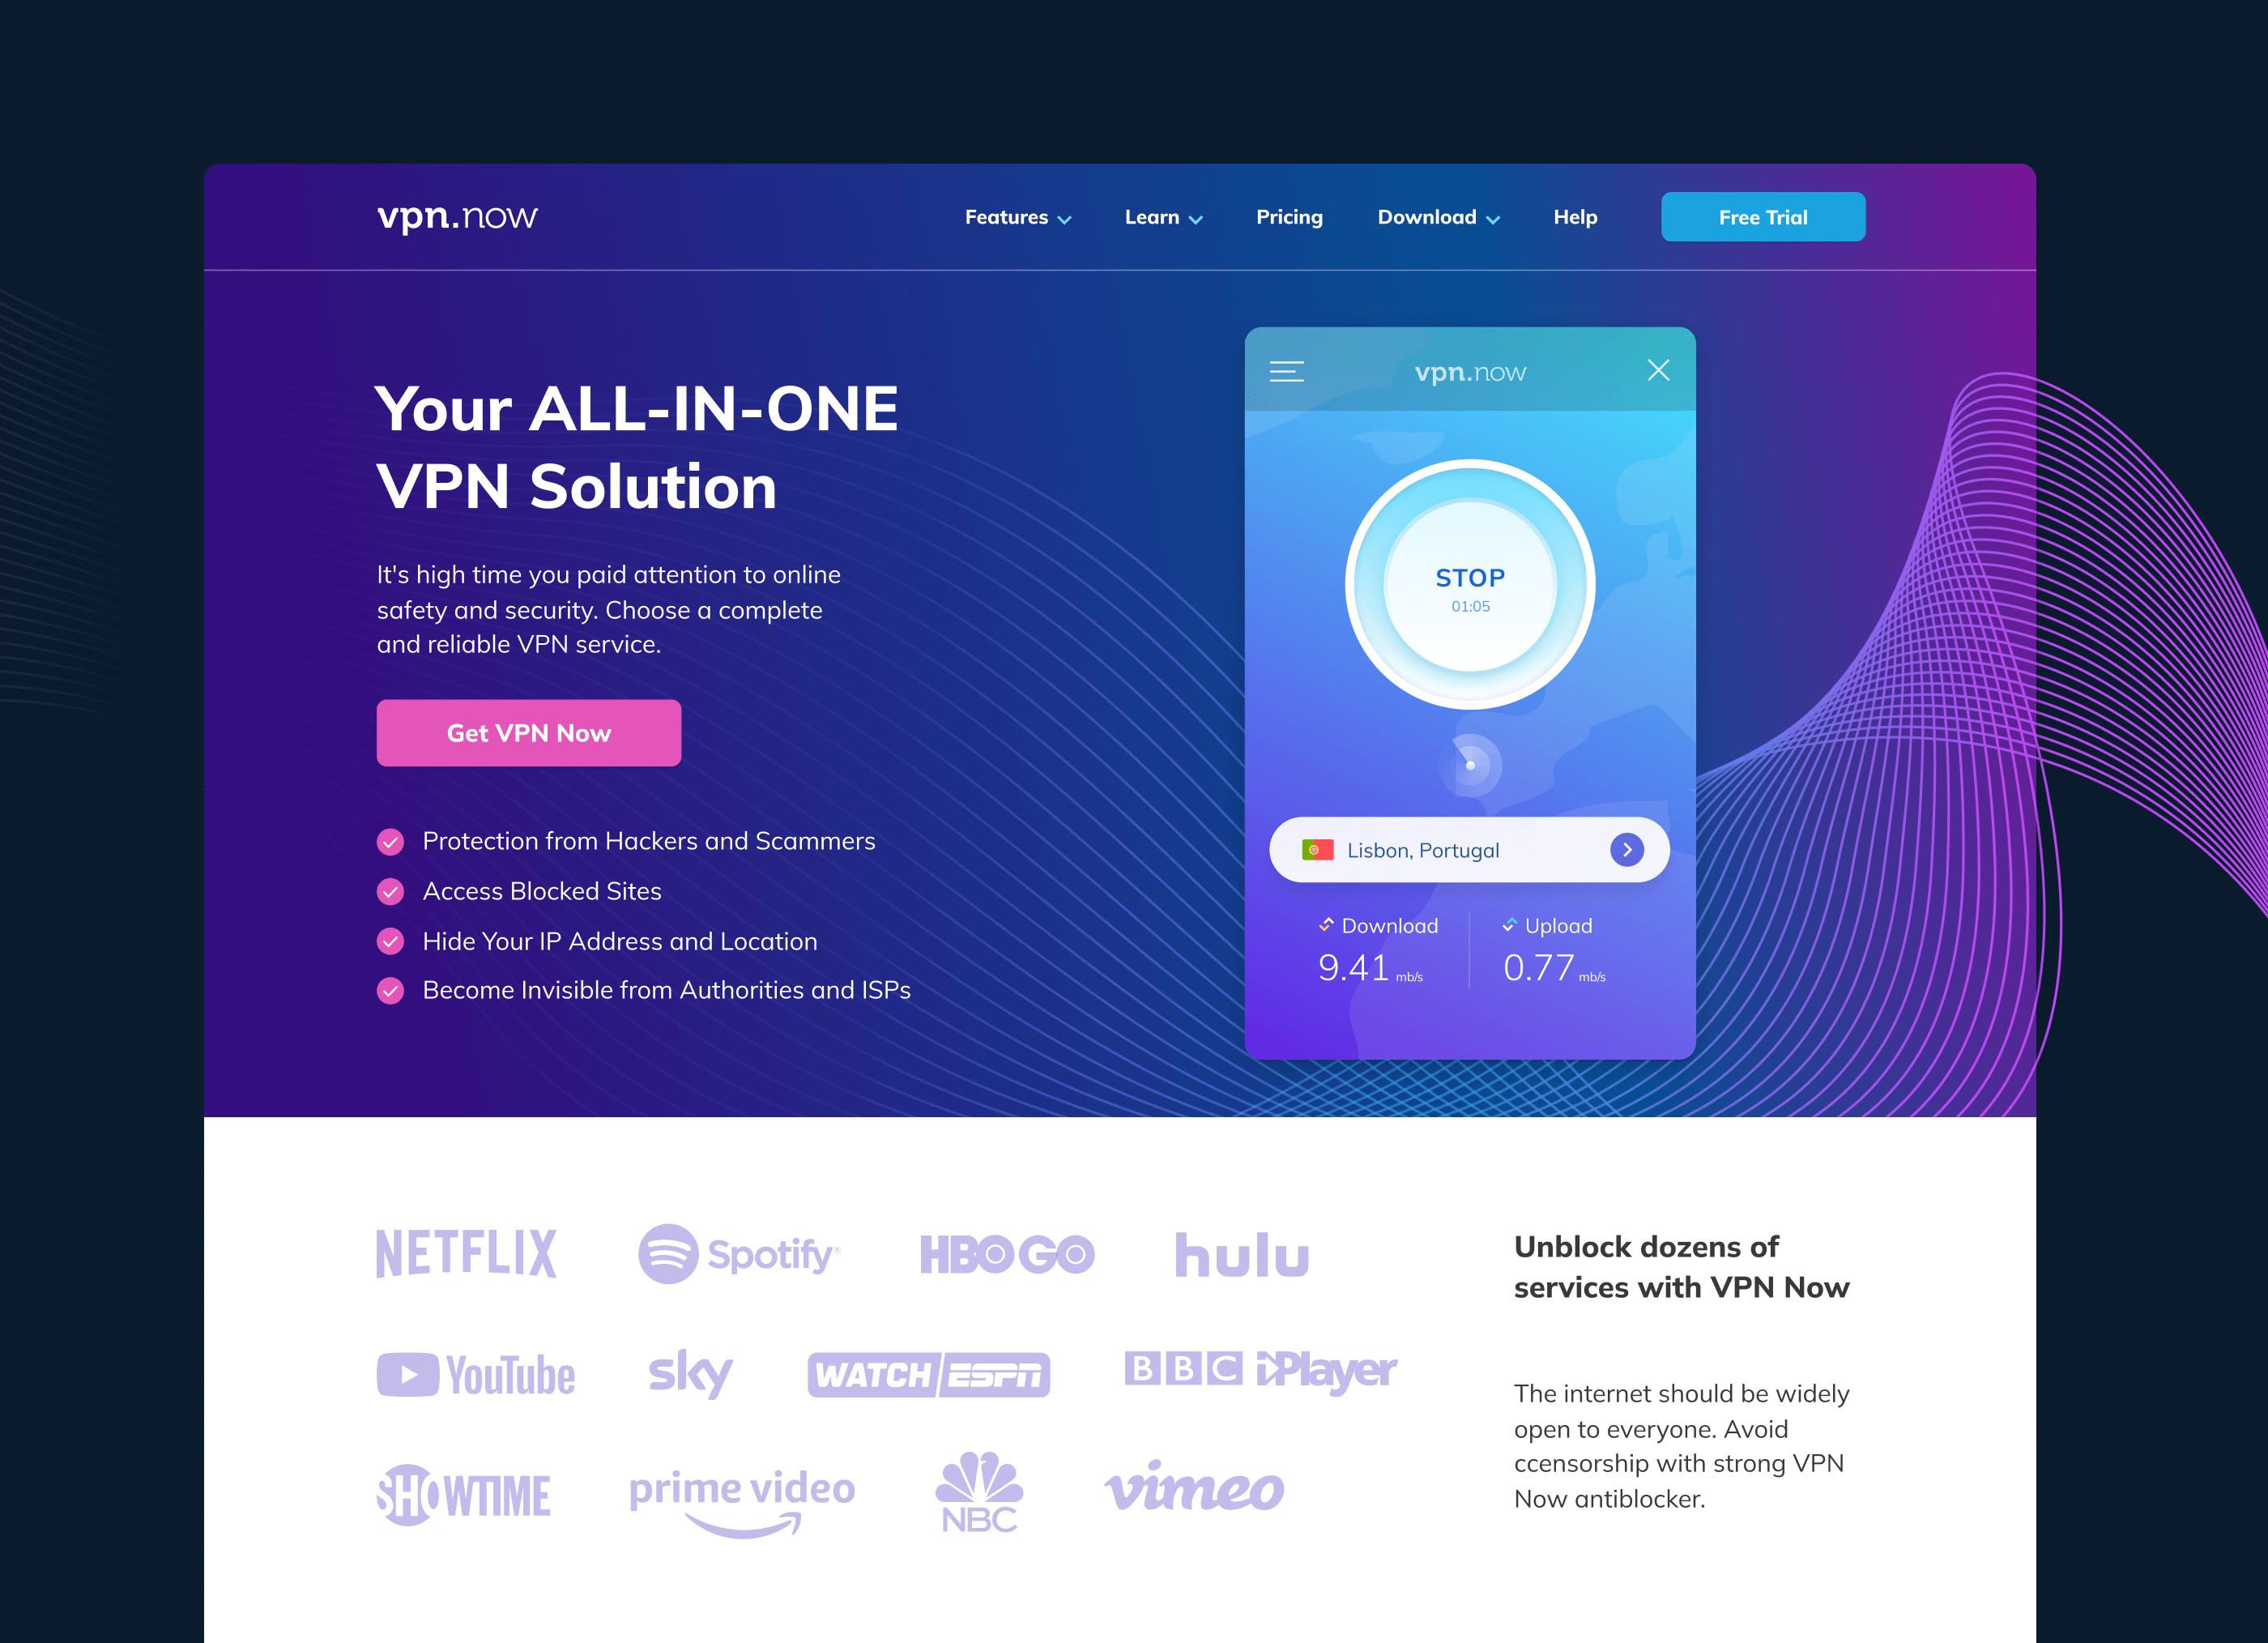 vpn.now
Features
Learn
Pricing
Download
Help
Free Trial
Your ALL-IN-ONE
VPN Solution
It's high time you paid attention to online
safety and security. Choose a complete
and reliable VPN service.
Get VPN Now
Protection from Hackers and Scammers
Access Blocked Sites
Hide Your IP Address and Location
Become Invisible from Authorities and ISPs
vpn.now
STOP
01:05
Lisbon, Portugal
Download
9.41 mb/s
Upload
0.77 mb/s
NETFLIX
Spotify®
HBO GO
hulu
YouTube
sky
WATCH ESPN
BBC iPlayer
SHOWTIME
prime video
NBC
vimeo
Unblock dozens of
services with VPN Now
The internet should be widely
open to everyone. Avoid
ccensorship with strong VPN
Now antiblocker.